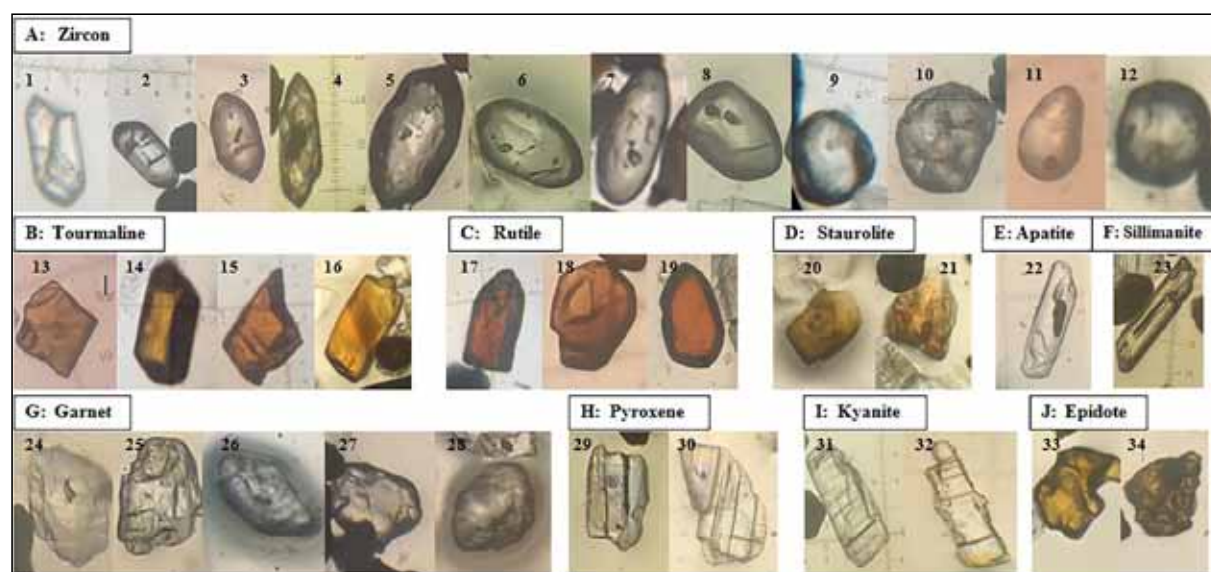 A: Zircon
1 2 3 4 5 6 7 8 9 10 11 12
B: Tourmaline
C: Rutile
D: Staurolite
E: Apatite
F: Sillimanite
13 14 15 16 17 18 19 20 21 22 23
G: Garnet
H: Pyroxene
I: Kyanite
J: Epidote
24 25 26 27 28 29 30 31 32 33 34